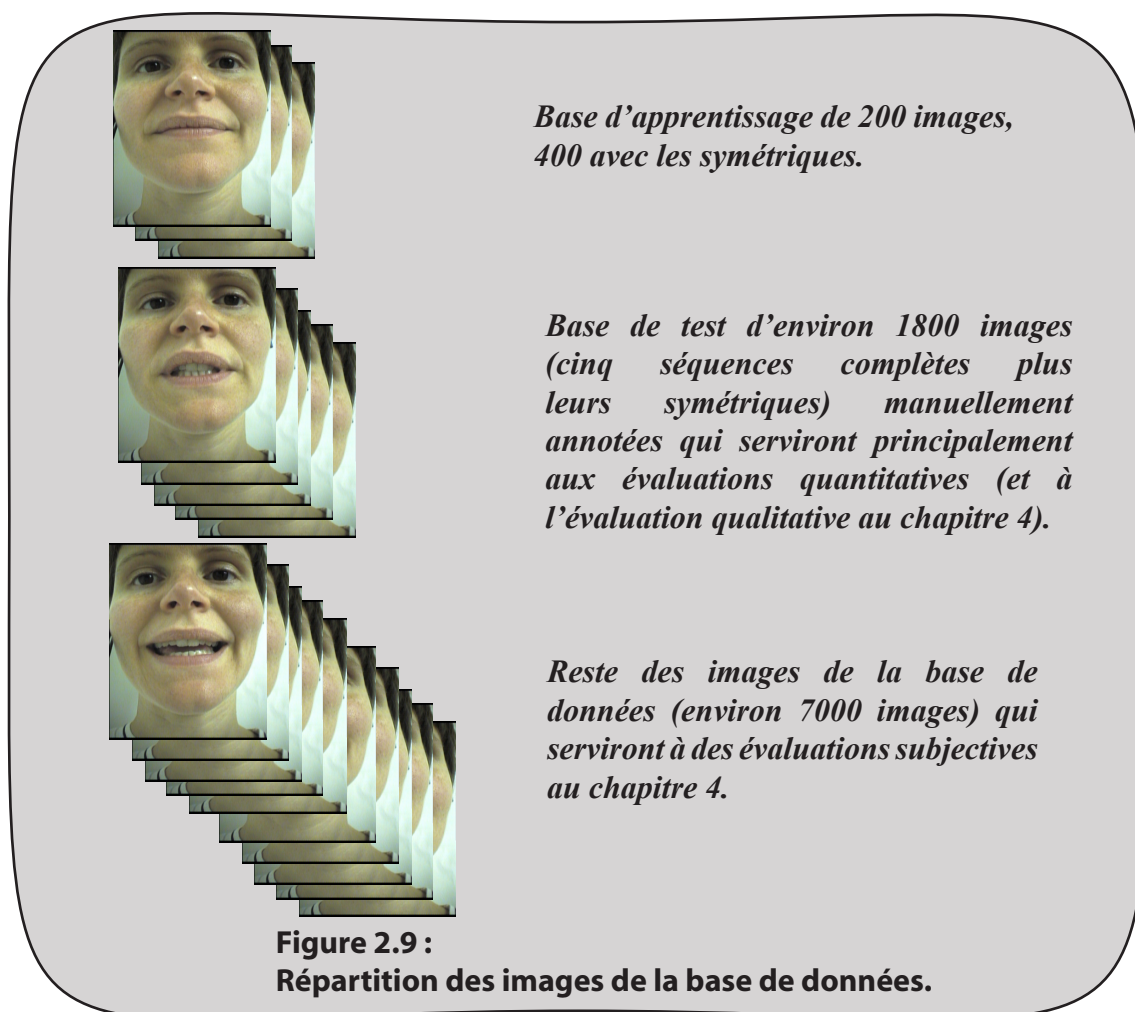 Base d’apprentissage de 200 images,
400 avec les symétriques.
Base de test d’environ 1800 images
(cinq séquences complètes plus
leurs symétriques) manuellement
annotées qui serviront principalement
aux évaluations quantitatives (et à
l’évaluation qualitative au chapitre 4).
Reste des images de la base de
données (environ 7000 images) qui
serviront à des évaluations subjectives
au chapitre 4.
Figure 2.9 :
Répartition des images de la base de données.